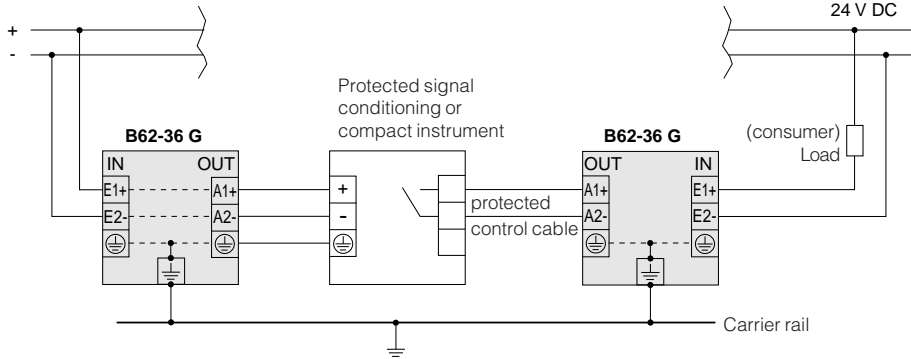 24 V DC
+
-
Protected signal
conditioning or
compact instrument
B62-36 G
B62-36 G
(consumer)
Load
IN OUT
OUT IN
E1+ A1+
+
A1+ E1+
E2- A2-
-
A2- E2-
protected
control cable
Carrier rail